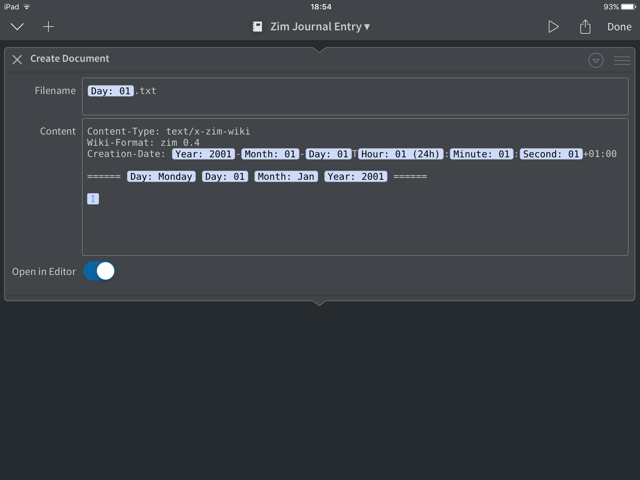 iPad 18:54 93%
Zim Journal Entry ▾ Done
Create Document
Filename Day: 01.txt
Content Content-Type: text/x-zim-wiki
Wiki-Format: zim 0.4
Creation-Date: Year: 2001-Month: 01-Day: 01THour: 01 (24h):Minute: 01:Second: 01+01:00
====== Day: Monday Day: 01 Month: Jan Year: 2001 ======
Open in Editor